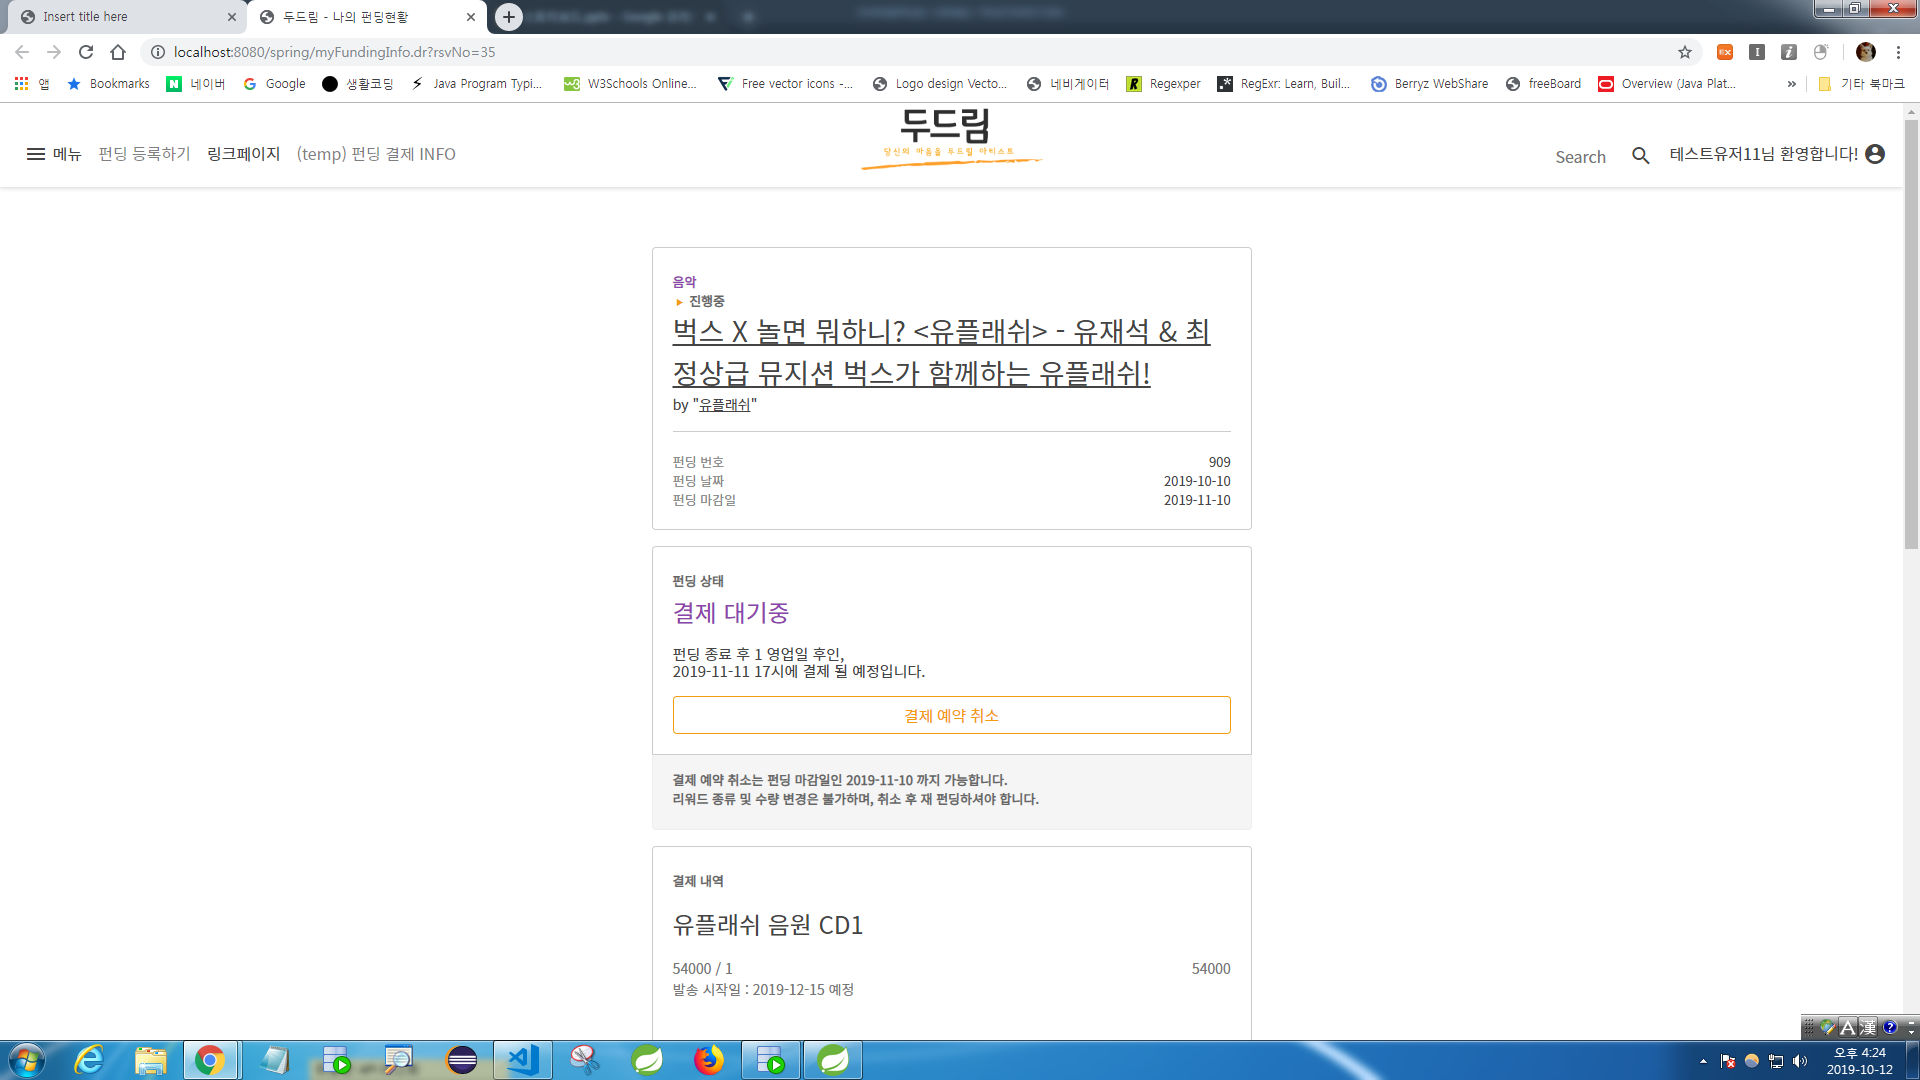 Insert title here
두드림 - 나의 펀딩현황
localhost:8080/spring/myFundingInfo.dr?rsvNo=35
앱
Bookmarks
네이버
Google
생활코딩
Java Program Typi...
W3Schools Online...
Free vector icons -...
Logo design Vecto...
네비게이터
Regexper
RegExr: Learn, Buil...
Berryz WebShare
freeBoard
Overview (Java Plat...
»
기타 북마크
메뉴
펀딩 등록하기
링크페이지
(temp) 펀딩 결제 INFO
두드림
당신의 마음을 두드릴 아티스트
Search
테스트유저11님 환영합니다!
음악
진행중
벅스 X 놀면 뭐하니? <유플래쉬> - 유재석 & 최
정상급 뮤지션 벅스가 함께하는 유플래쉬!
by "유플래쉬"
펀딩 번호 909
펀딩 날짜 2019-10-10
펀딩 마감일 2019-11-10
펀딩 상태
결제 대기중
펀딩 종료 후 1 영업일 후인,
2019-11-11 17시에 결제 될 예정입니다.
결제 예약 취소
결제 예약 취소는 펀딩 마감일인 2019-11-10 까지 가능합니다.
리워드 종류 및 수량 변경은 불가하며, 취소 후 재 펀딩하셔야 합니다.
결제 내역
유플래쉬 음원 CD1
54000 / 1 54000
발송 시작일 : 2019-12-15 예정
A 漢
오후 4:24
2019-10-12